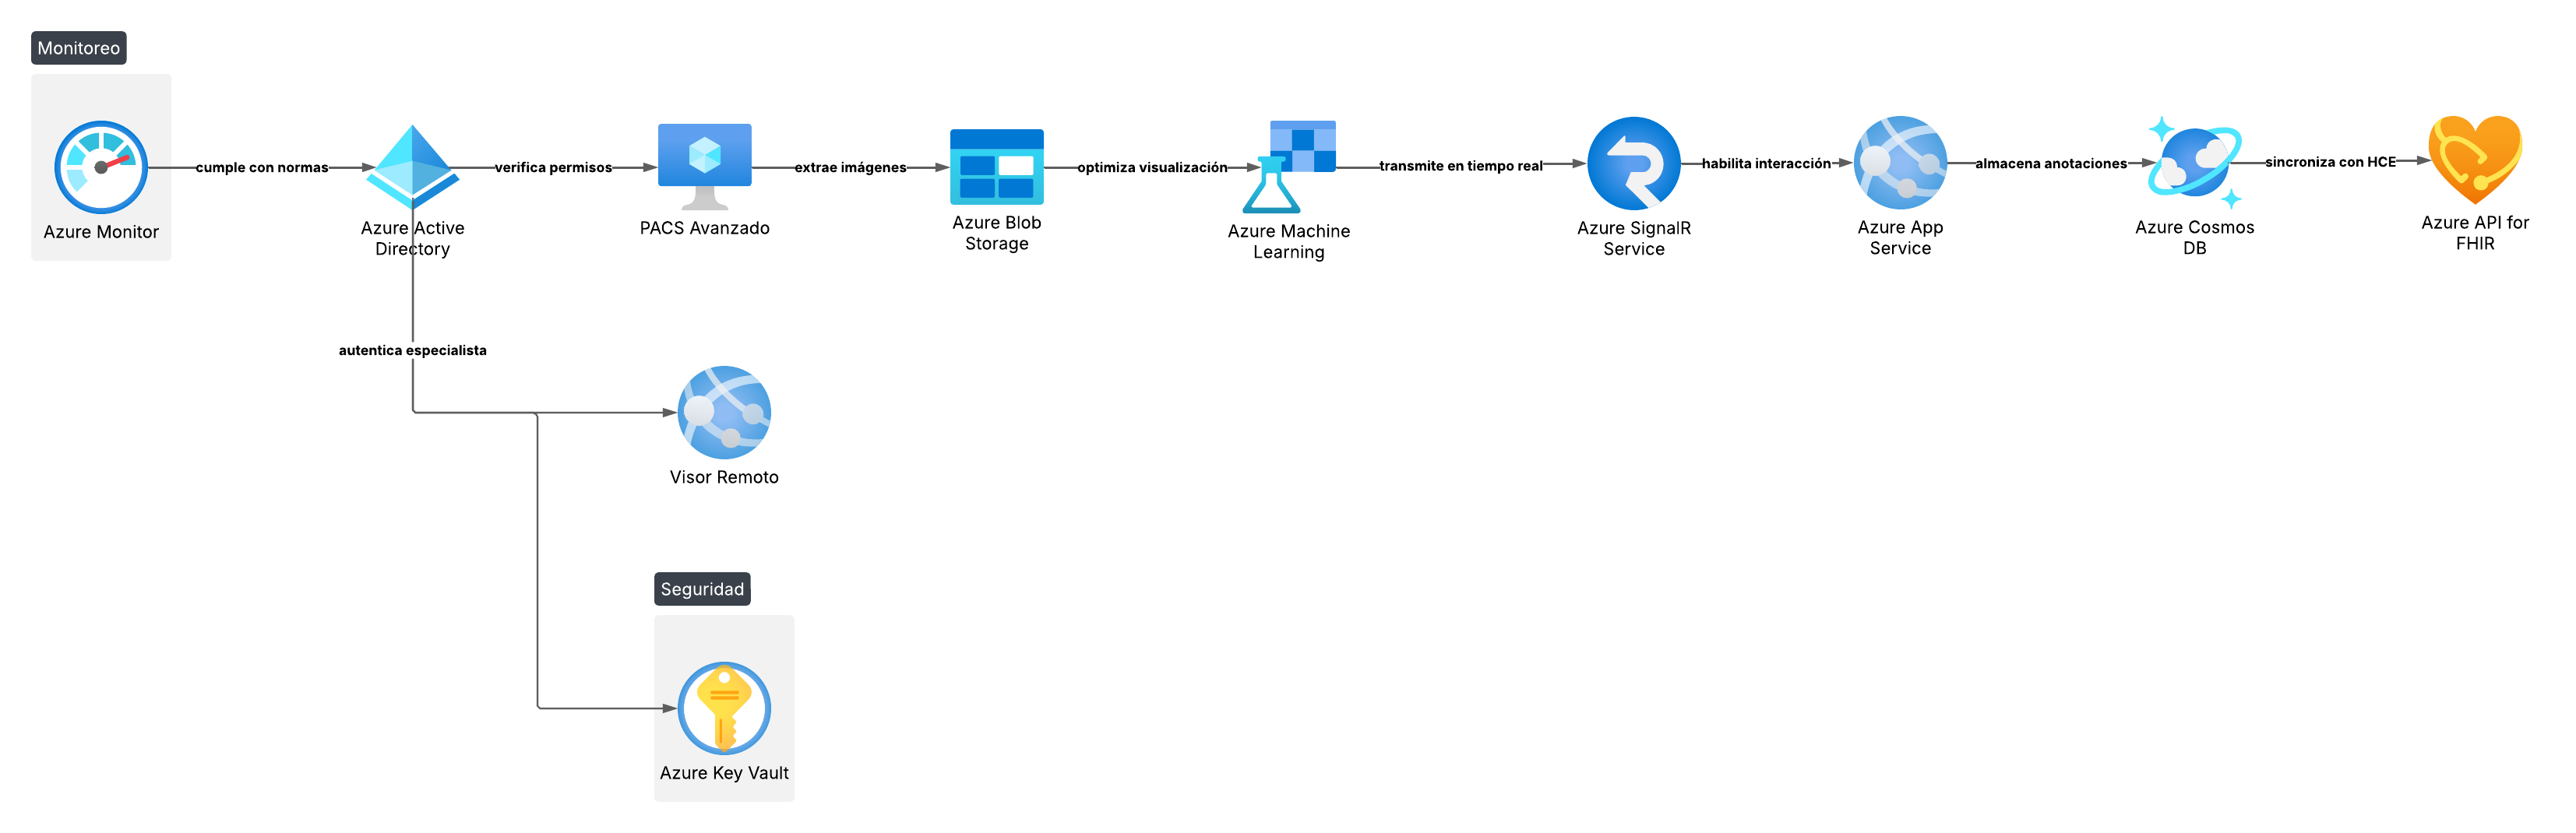 Monitoreo
cumple con normas
verifica permisos
extrae imágenes
optimiza visualización
transmite en tiempo real
habilita interacción
almacena anotaciones
sincroniza con HCE
Azure Monitor
Azure Active
Directory
PACS Avanzado
Azure Blob
Storage
Azure Machine
Learning
Azure SignalR
Service
Azure App
Service
Azure Cosmos
DB
Azure API for
FHIR
autentica especialista
Visor Remoto
Seguridad
Azure Key Vault